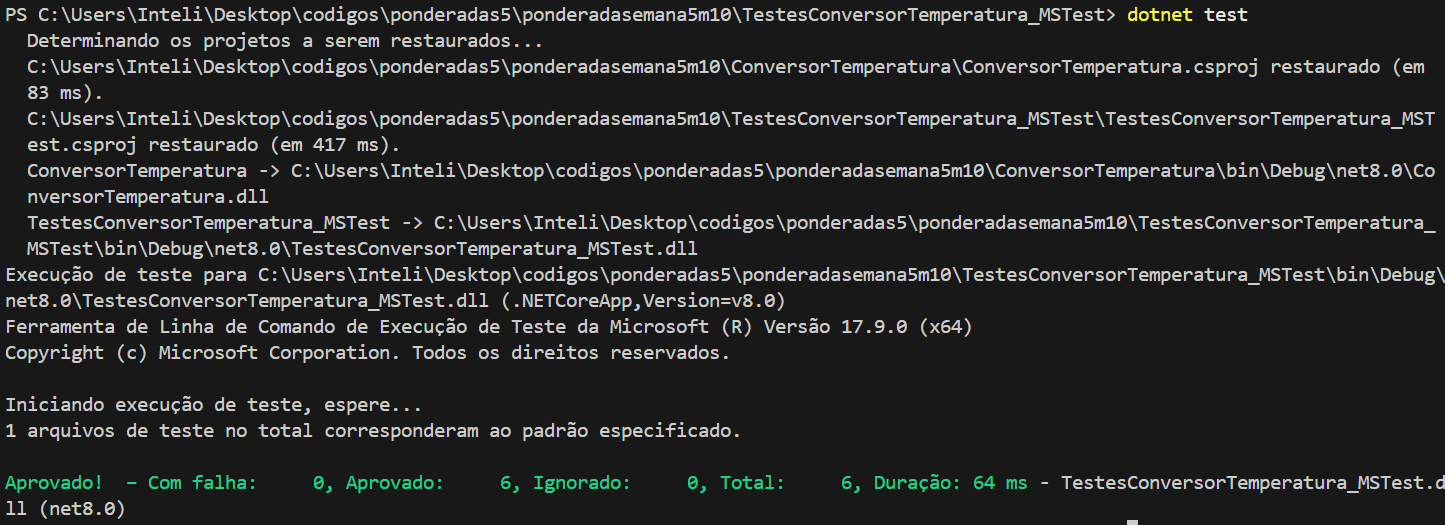 PS C:\Users\Inteli\Desktop\codigos\ponderadas5\ponderadasemana5m10\TestesConversorTemperatura_MSTest> dotnet test
Determinando os projetos a serem restaurados...
C:\Users\Inteli\Desktop\codigos\ponderadas5\ponderadasemana5m10\ConversorTemperatura\ConversorTemperatura.csproj restaurado (em
83 ms).
C:\Users\Inteli\Desktop\codigos\ponderadas5\ponderadasemana5m10\TestesConversorTemperatura_MSTest\TestesConversorTemperatura_MST
est.csproj restaurado (em 417 ms).
ConversorTemperatura -> C:\Users\Inteli\Desktop\codigos\ponderadas5\ponderadasemana5m10\ConversorTemperatura\bin\Debug\net8.0\Co
nversorTemperatura.dll
TestesConversorTemperatura_MSTest -> C:\Users\Inteli\Desktop\codigos\ponderadas5\ponderadasemana5m10\TestesConversorTemperatura_
MSTest\bin\Debug\net8.0\TestesConversorTemperatura_MSTest.dll
Execução de teste para C:\Users\Inteli\Desktop\codigos\ponderadas5\ponderadasemana5m10\TestesConversorTemperatura_MSTest\bin\Debug\
net8.0\TestesConversorTemperatura_MSTest.dll (.NETCoreApp,Version=v8.0)
Ferramenta de Linha de Comando de Execução de Teste da Microsoft (R) Versão 17.9.0 (x64)
Copyright (c) Microsoft Corporation. Todos os direitos reservados.
Iniciando execução de teste, espere...
1 arquivos de teste no total corresponderam ao padrão especificado.
Aprovado!  – Com falha:     0, Aprovado:     6, Ignorado:     0, Total:     6, Duração: 64 ms - TestesConversorTemperatura_MSTest.d
ll (net8.0)